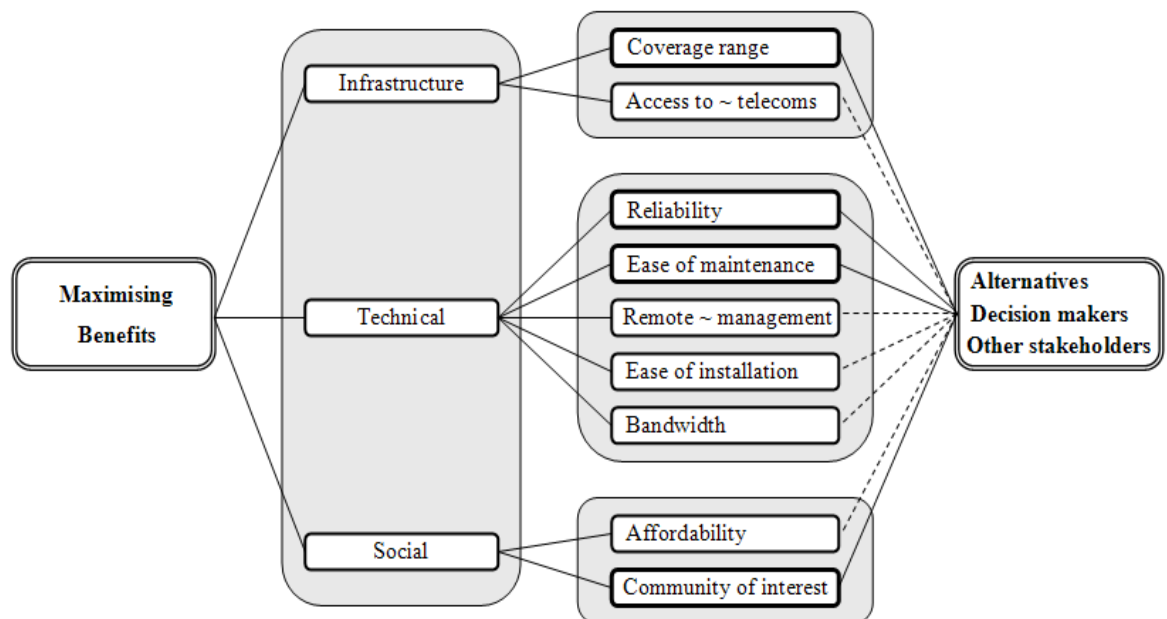 Maximising
Benefits
Infrastructure
Technical
Social
Coverage range
Access to ~ telecoms
Reliability
Ease of maintenance
Remote ~ management
Ease of installation
Bandwidth
Affordability
Community of interest
Alternatives
Decision makers
Other stakeholders